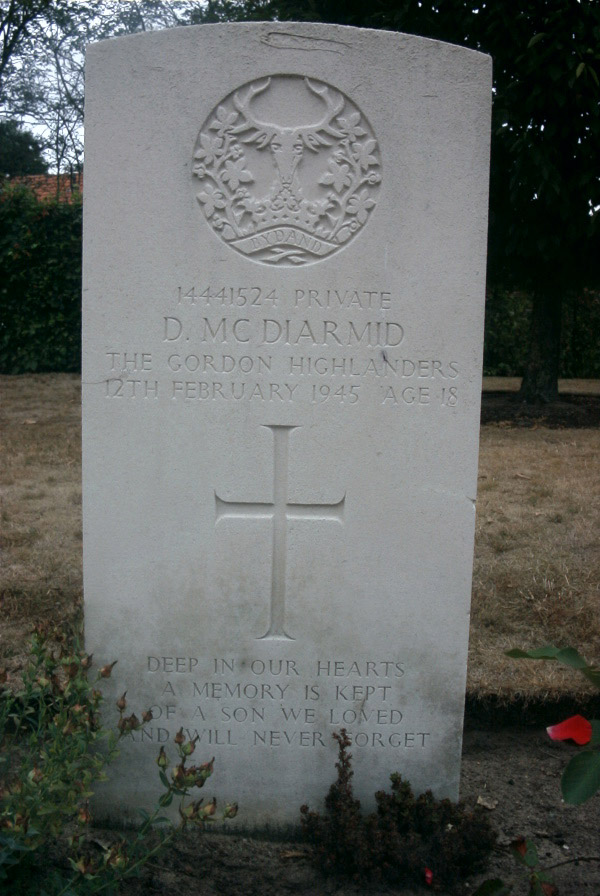 BYDAND
14441524 PRIVATE
D. MC DIARMID
THE GORDON HIGHLANDERS
12TH FEBRUARY 1945 AGE 18
DEEP IN OUR HEARTS
A MEMORY IS KEPT
OF A SON WE LOVED
AND WILL NEVER FORGET